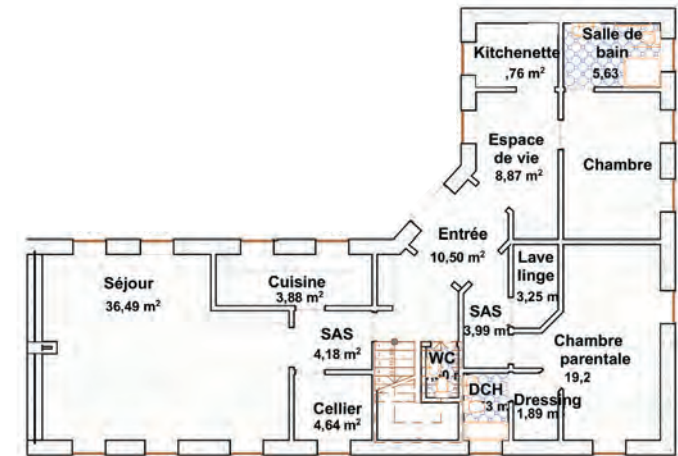 Kitchenette
,76 m²
Salle de
bain
5,63
Espace
de vie
8,87 m²
Chambre
Entrée
10,50 m²
Séjour
36,49 m²
Cuisine
3,88 m²
Lave
linge
3,25 m
SAS
3,99 m²
SAS
4,18 m²
Chambre
parentale
19,2
WC
DCH
3 m
Dressing
1,89 m
Cellier
4,64 m²